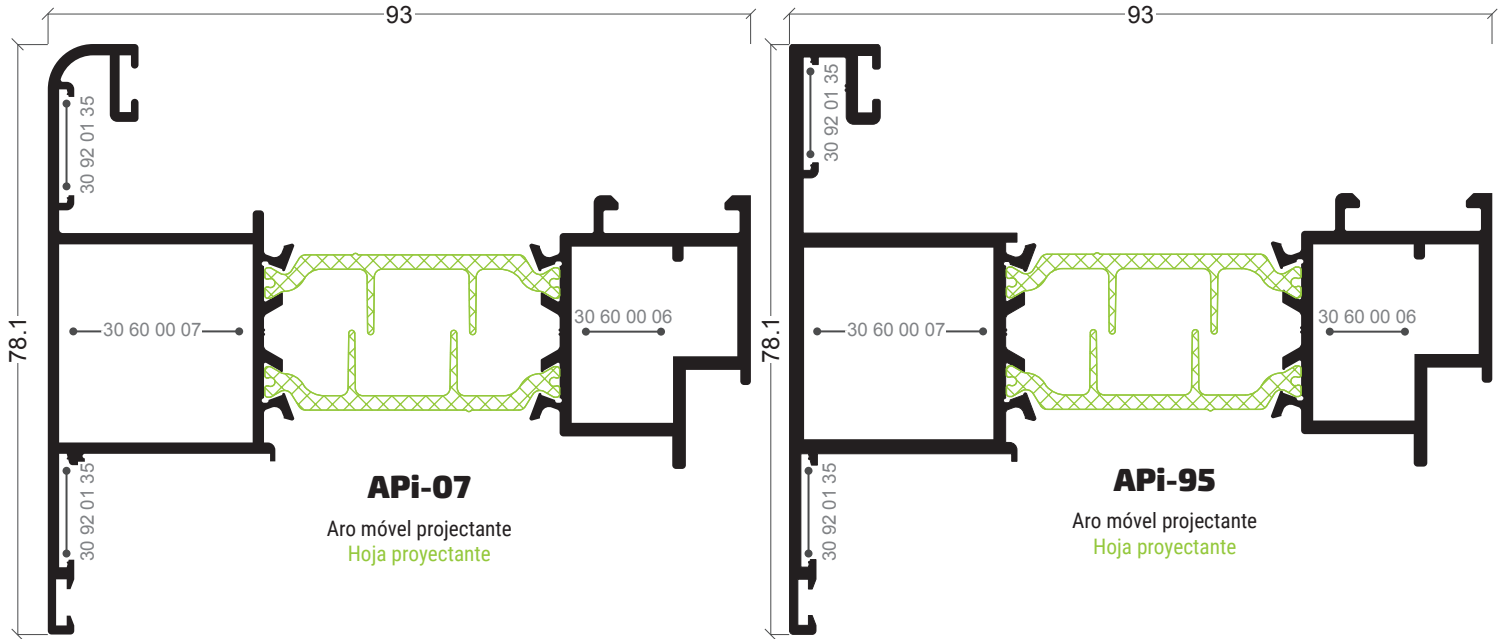 93
78.1
30 92 01 35
30 60 00 07
30 60 00 06
30 92 01 35
APi-07
Aro móvel projectante
Hoja proyectante
93
78.1
30 92 01 35
30 60 00 07
30 60 00 06
30 92 01 35
APi-95
Aro móvel projectante
Hoja proyectante